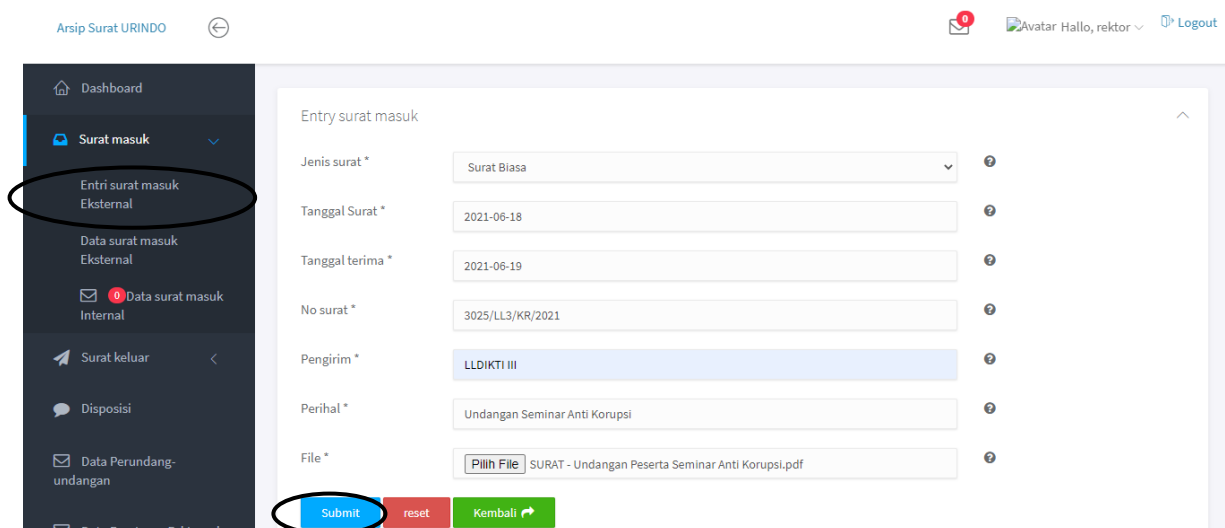 Arsip Surat URINDO
0
Avatar Hallo, rektor
Logout
Dashboard
Surat masuk
Entri surat masuk
Eksternal
Data surat masuk
Eksternal
0 Data surat masuk
Internal
Surat keluar
Disposisi
Data Perundang-
undangan
Entry surat masuk
Jenis surat *
Surat Biasa
Tanggal Surat *
2021-06-18
Tanggal terima *
2021-06-19
No surat *
3025/LL3/KR/2021
Pengirim *
LLDIKTI III
Perihal *
Undangan Seminar Anti Korupsi
File *
Pilih File SURAT - Undangan Peserta Seminar Anti Korupsi.pdf
Submit
reset
Kembali